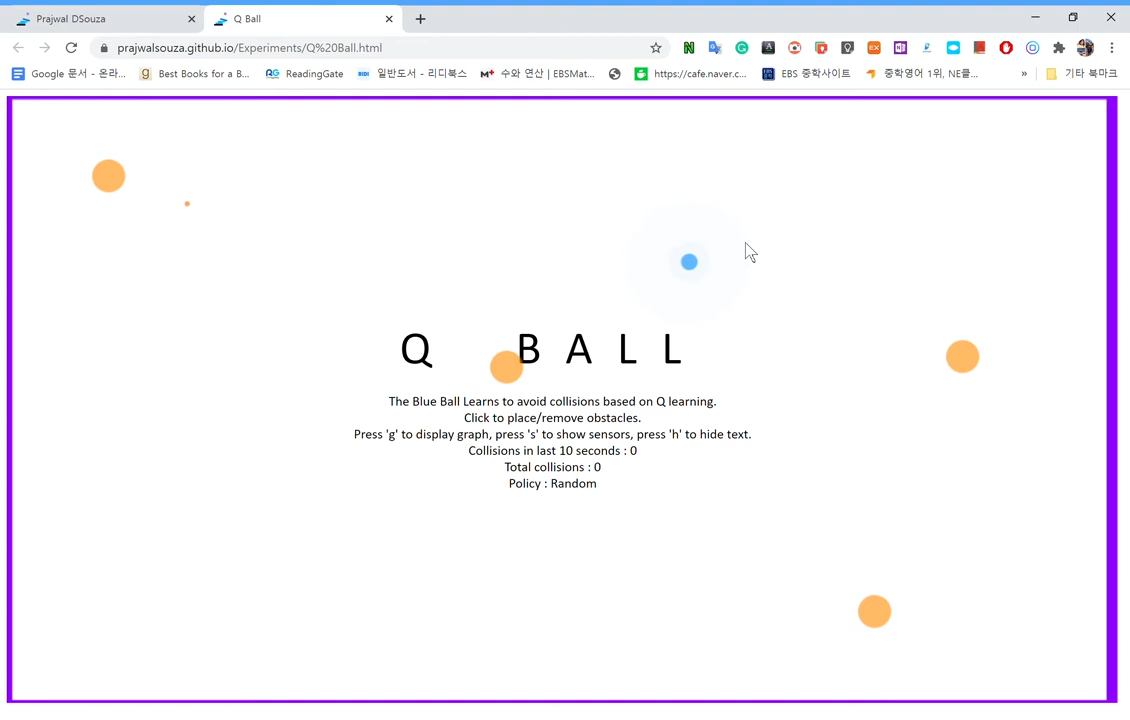 Prajwal DSouza
Q Ball
prajwalsouza.github.io/Experiments/Q%20Ball.html
Google 문서 - 온라...
Best Books for a B...
ReadingGate
일반도서 - 리디북스
수와 연산 | EBSMat...
https://cafe.naver.c...
EBS 중학사이트
중학영어 1위, NE클...
»
기타 북마크
Q BALL
The Blue Ball Learns to avoid collisions based on Q learning.
Click to place/remove obstacles.
Press 'g' to display graph, press 's' to show sensors, press 'h' to hide text.
Collisions in last 10 seconds : 0
Total collisions : 0
Policy : Random